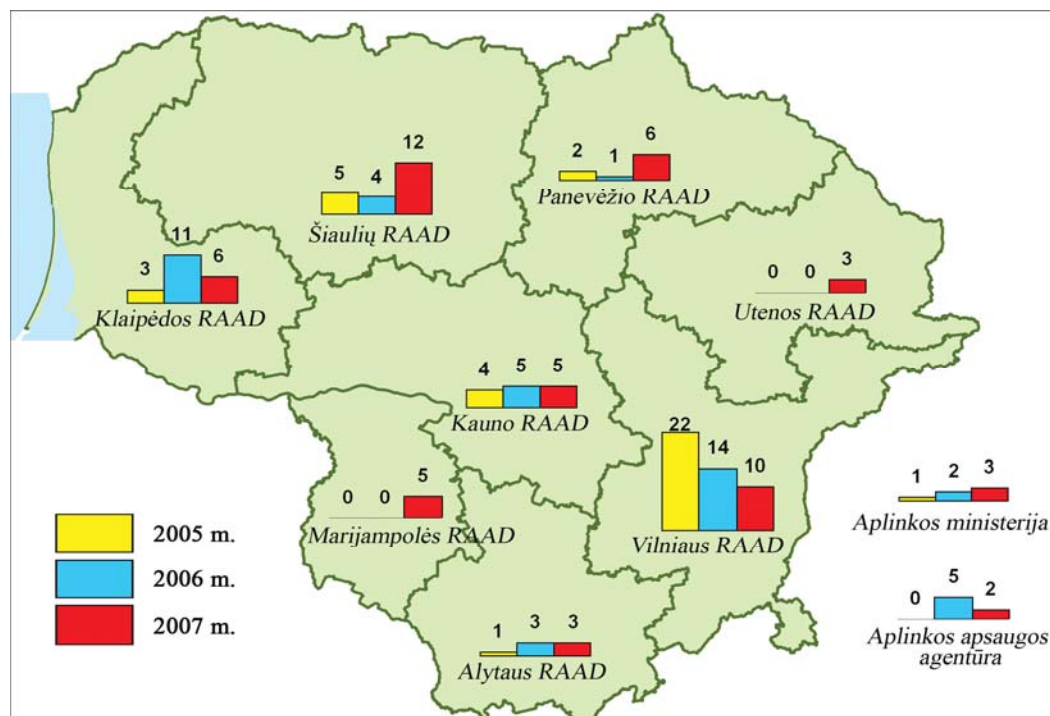 5 4 12
Šiaulių RAAD
2 1 6
Panevėžio RAAD
3 11 6
Klaipėdos RAAD
0 0 3
Utenos RAAD
4 5 5
Kauno RAAD
22 14 10
Vilniaus RAAD
0 0 5
Marijampolės RAAD
1 3 3
Alytaus RAAD
1 2 3
Aplinkos ministerija
0 5 2
Aplinkos apsaugos
agentūra
2005 m.
2006 m.
2007 m.